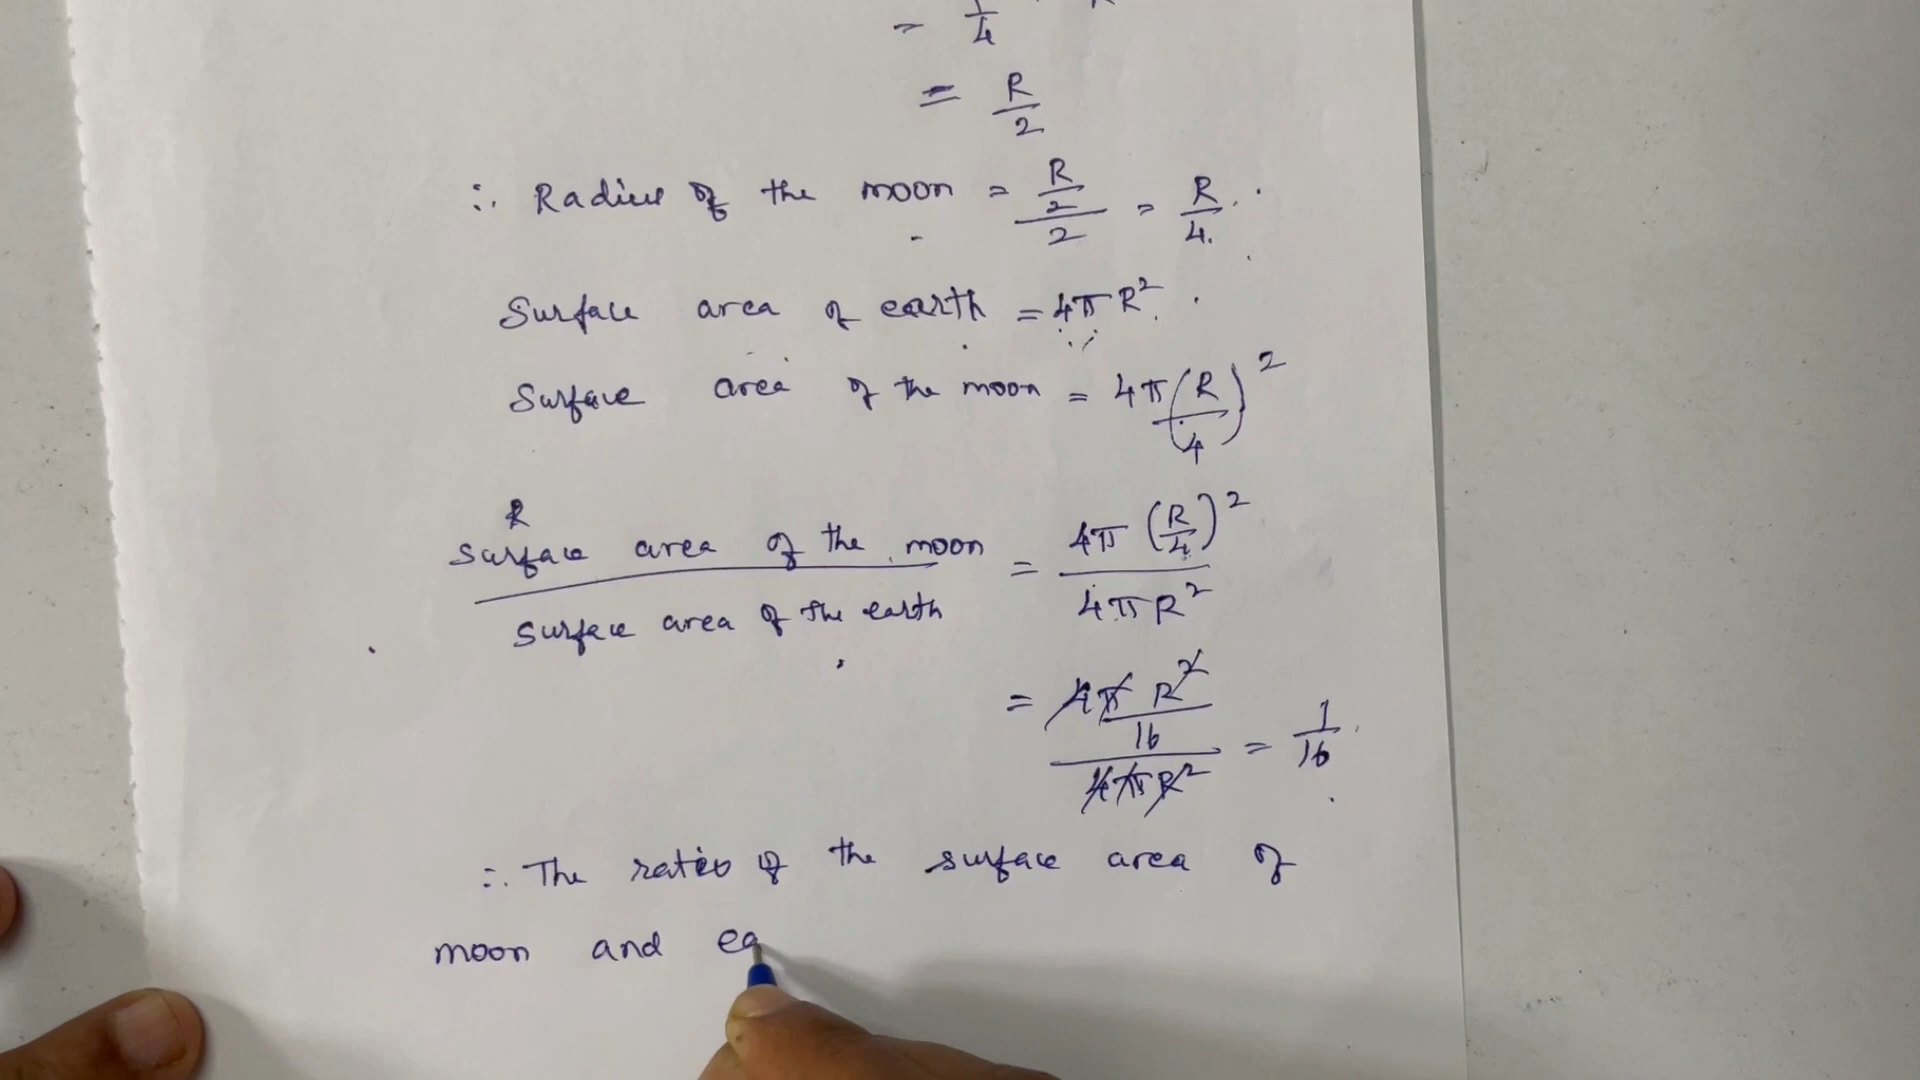 = 1/4
= R/2
∴ Radius of the moon = (R/2)/2 = R/4.
Surface area of earth = 4πR².
Surface area of the moon = 4π(R/4)²
R
Surface area of the moon / Surface area of the earth = 4π(R/4)² / 4πR²
= (4πR²/16) / 4πR² = 1/16
∴ The ratio of the surface area of
moon and ea